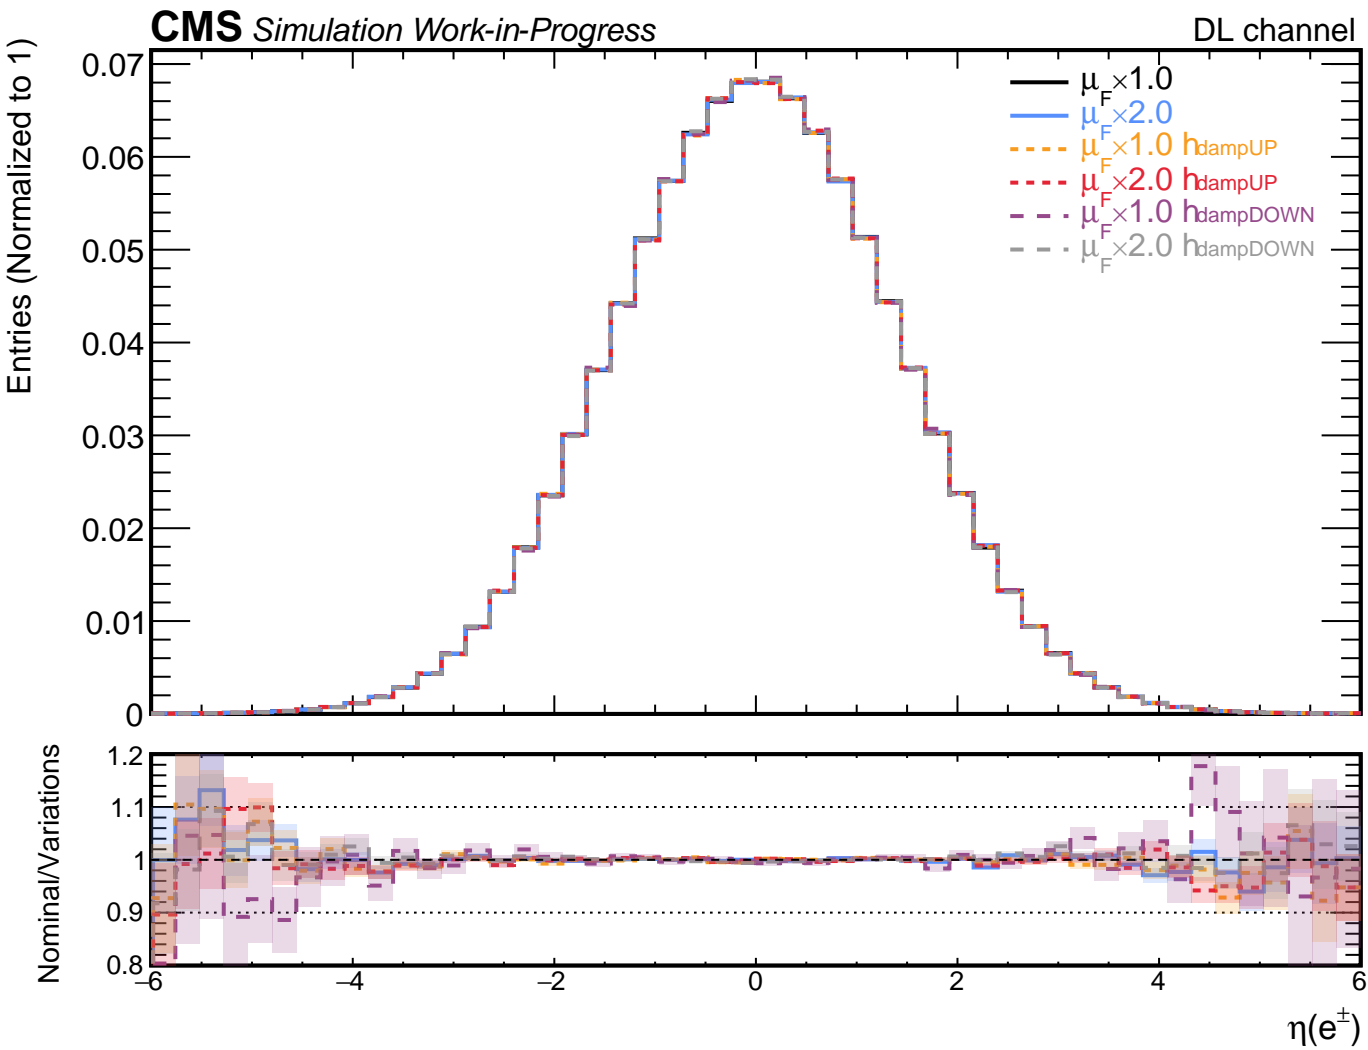 CMS Simulation Work-in-Progress DL channel
Entries (Normalized to 1)
0.07
0.06
0.05
0.04
0.03
0.02
0.01
0
μF×1.0
μF×2.0
μF×1.0 hdampUP
μF×2.0 hdampUP
μF×1.0 hdampDOWN
μF×2.0 hdampDOWN
Nominal/Variations
1.2
1.1
1
0.9
0.8
−6 −4 −2 0 2 4 6
η(e±)